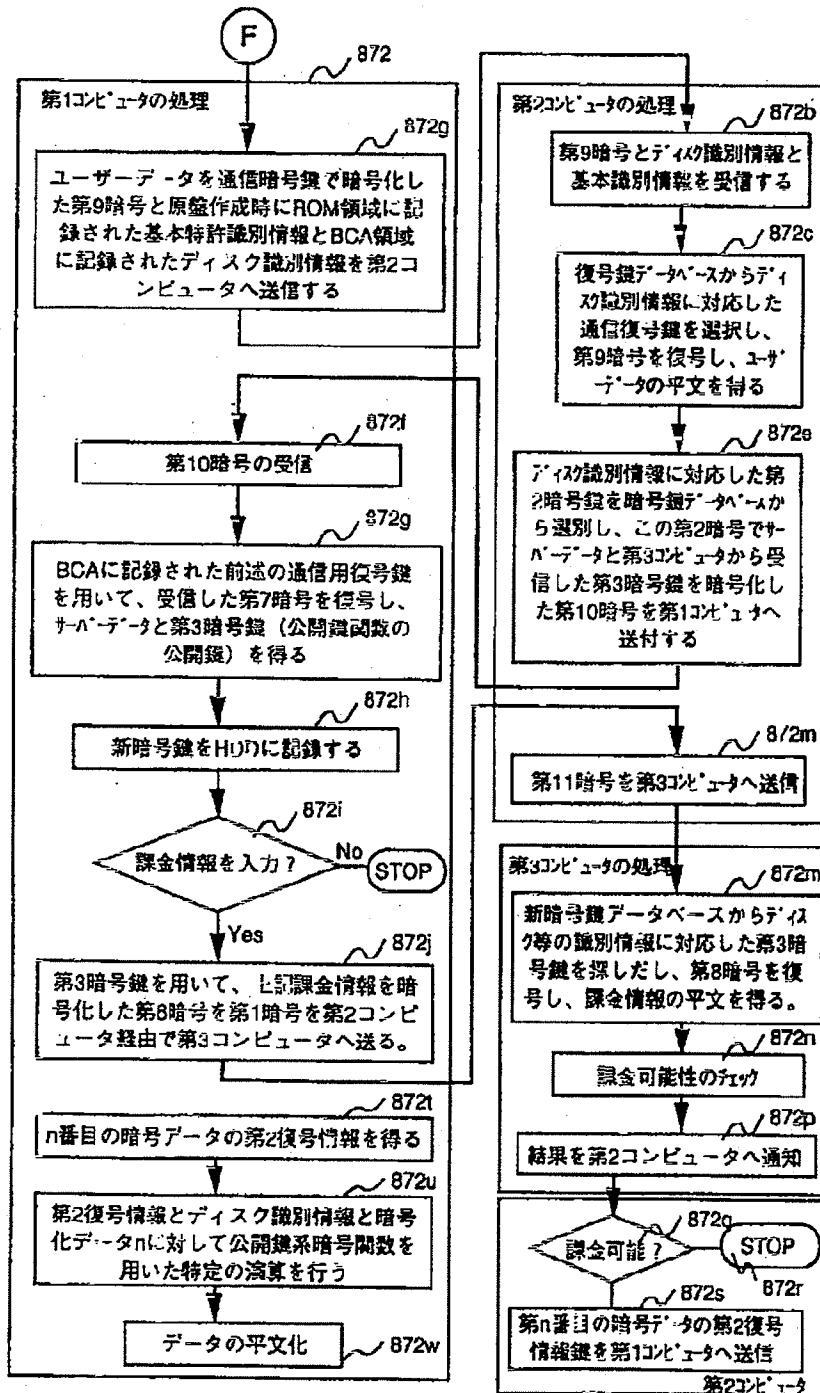 F
872
第1コンピュータの処理
872g
ユーザーデータを通信暗号鍵で暗号化し
た第9暗号と原盤作成時にROM領域に記
録された基本特許識別情報とBCA領域
に記録されたディスク識別情報を第2コ
ンピュータへ送信する
872f
第10暗号の受信
872g
BCAに記録された前述の通信用復号鍵
を用いて、受信した第7暗号を復号し、
サーバーデータと第3暗号鍵（公開鍵関数の
公開鍵）を得る
872h
新暗号鍵をHDDに記録する
872i
課金情報を入力？
No
STOP
Yes
872j
第3暗号鍵を用いて、上記課金情報を暗
号化した第8暗号を第1暗号を第2コンピ
ュータ経由で第3コンピュータへ送る。
872t
n番目の暗号データの第2復号情報を得る
872u
第2復号情報とディスク識別情報と暗号
化データnに対して公開鍵系暗号関数を
用いた特定の演算を行う
データの平文化
872w
第2コンピュータの処理
872b
第9暗号とディスク識別情報と
基本識別情報を受信する
872c
復号鍵データベースからディ
スク識別情報に対応した
通信復号鍵を選択し、
第9暗号を復号し、ユーザ
ーデータの平文を得る
872e
ディスク識別情報に対応した第
2暗号鍵を暗号鍵データベースか
ら選別し、この第2暗号でサー
バーデータと第3コンピュータから受
信した第3暗号鍵を暗号化し
た第10暗号を第1コンピュータへ
送付する
872m
第11暗号を第3コンピュータへ送信
第3コンピュータの処理
872m
新暗号鍵データベースからディス
ク等の識別情報に対応した第3暗
号鍵を探しだし、第8暗号を復
号し、課金情報の平文を得る。
872n
課金可能性のチェック
872p
結果を第2コンピュータへ通知
872q
課金可能？
STOP
872r
872s
第n番目の暗号データの第2復号
情報鍵を第1コンピュータへ送信
第2コンピュータ